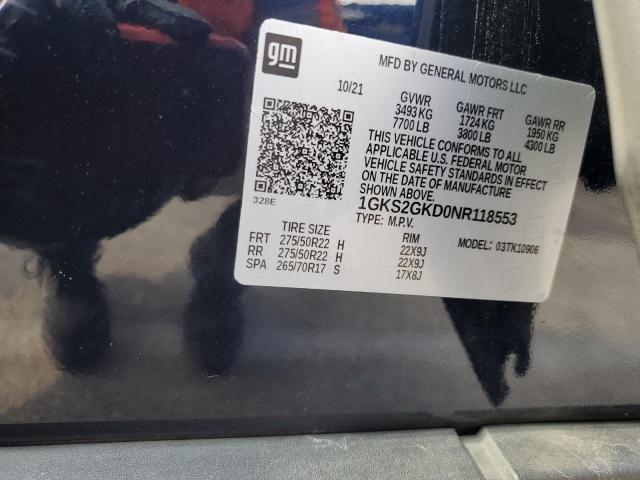 gm
MFD BY GENERAL MOTORS LLC
10/21
GVWR GAWR FRT GAWR RR
3493 KG 1724 KG 1950 KG
7700 LB 3800 LB 4300 LB
THIS VEHICLE CONFORMS TO ALL
APPLICABLE U.S. FEDERAL MOTOR
VEHICLE SAFETY STANDARDS IN EFFECT
ON THE DATE OF MANUFACTURE
SHOWN ABOVE.
328E
1GKS2GKD0NR118553
TYPE: M.P.V.
TIRE SIZE RIM MODEL: 03TK10906
FRT 275/50R22 H 22X9J
RR 275/50R22 H 22X9J
SPA 265/70R17 S 17X8J